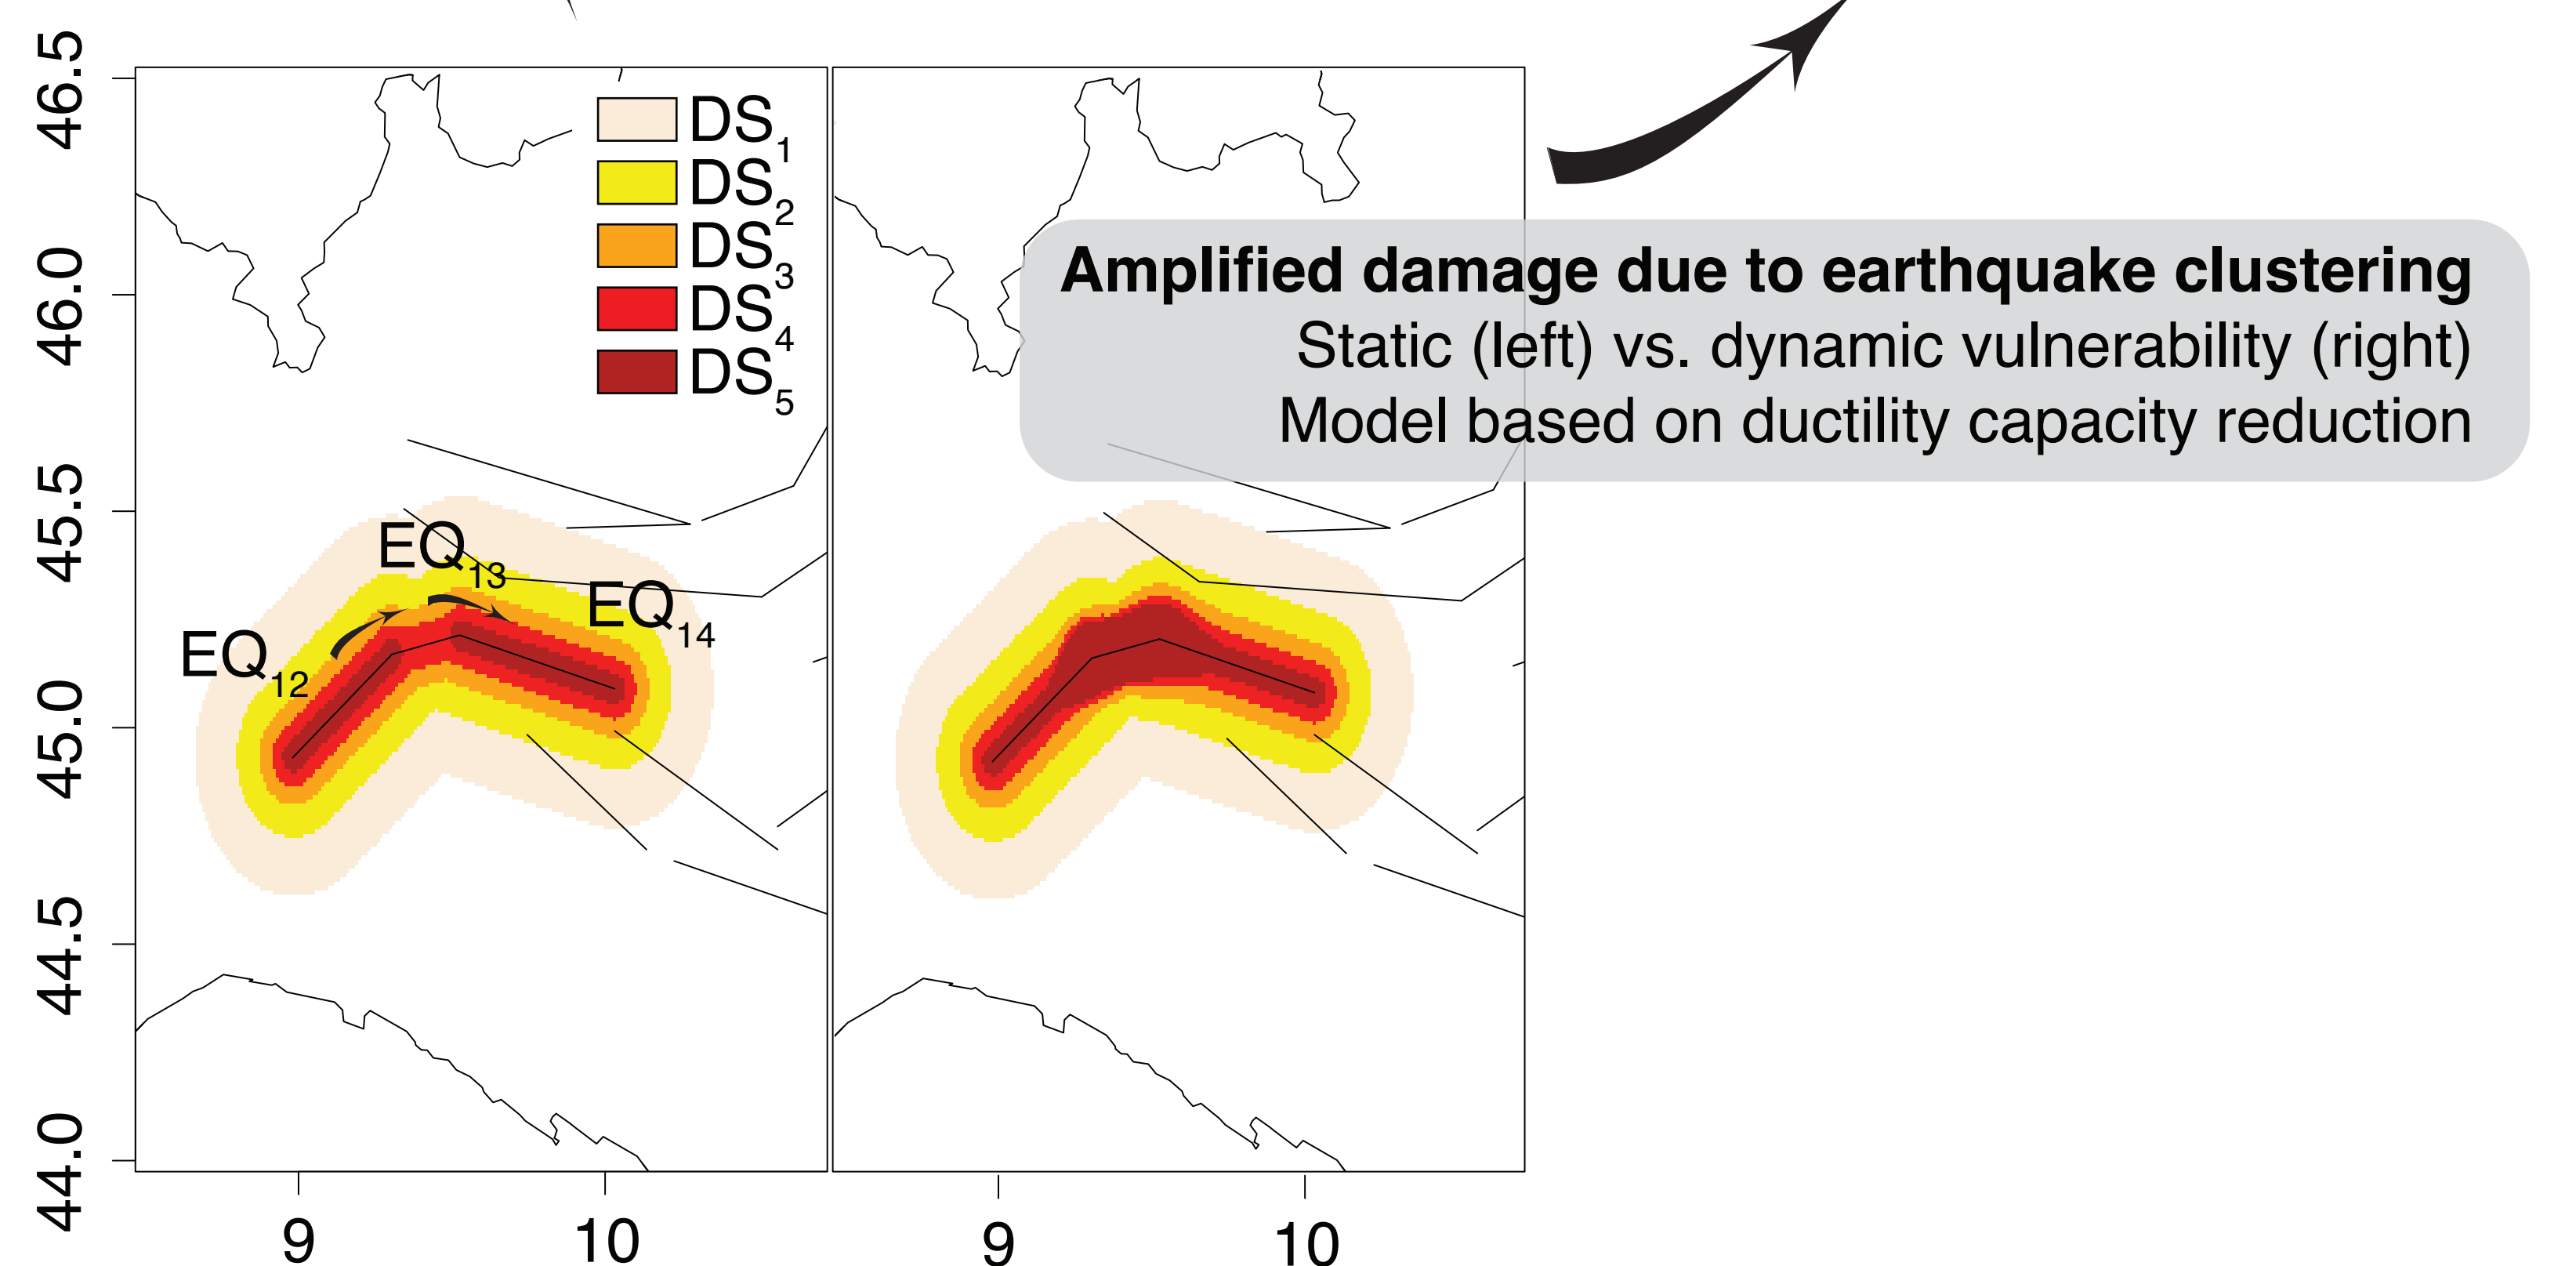 46.5
46.0
45.5
45.0
44.5
44.0
DS1
DS2
DS3
DS4
DS5
EQ13
EQ14
EQ12
9
10
9
10
Amplified damage due to earthquake clustering
Static (left) vs. dynamic vulnerability (right)
Model based on ductility capacity reduction